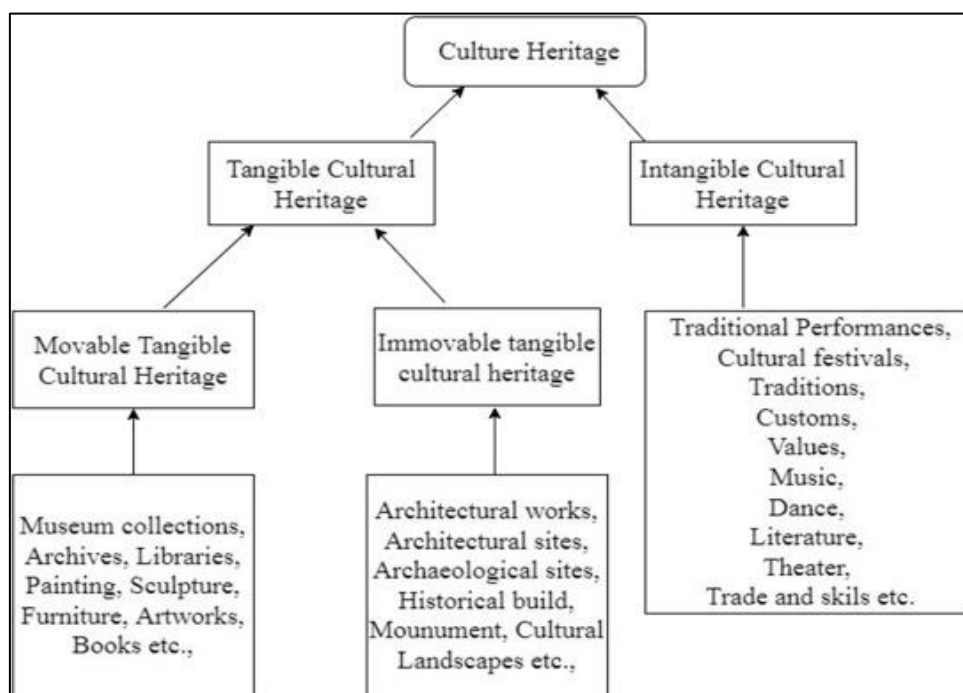 Culture Heritage
Tangible Cultural
Heritage
Intangible Cultural
Heritage
Movable Tangible
Cultural Heritage
Immovable tangible
cultural heritage
Traditional Performances,
Cultural festivals,
Traditions,
Customs,
Values,
Music,
Dance,
Literature,
Theater,
Trade and skils etc.
Museum collections,
Archives, Libraries,
Painting, Sculpture,
Furniture, Artworks,
Books etc.,
Architectural works,
Architectural sites,
Archaeological sites,
Historical build,
Mounument, Cultural
Landscapes etc.,